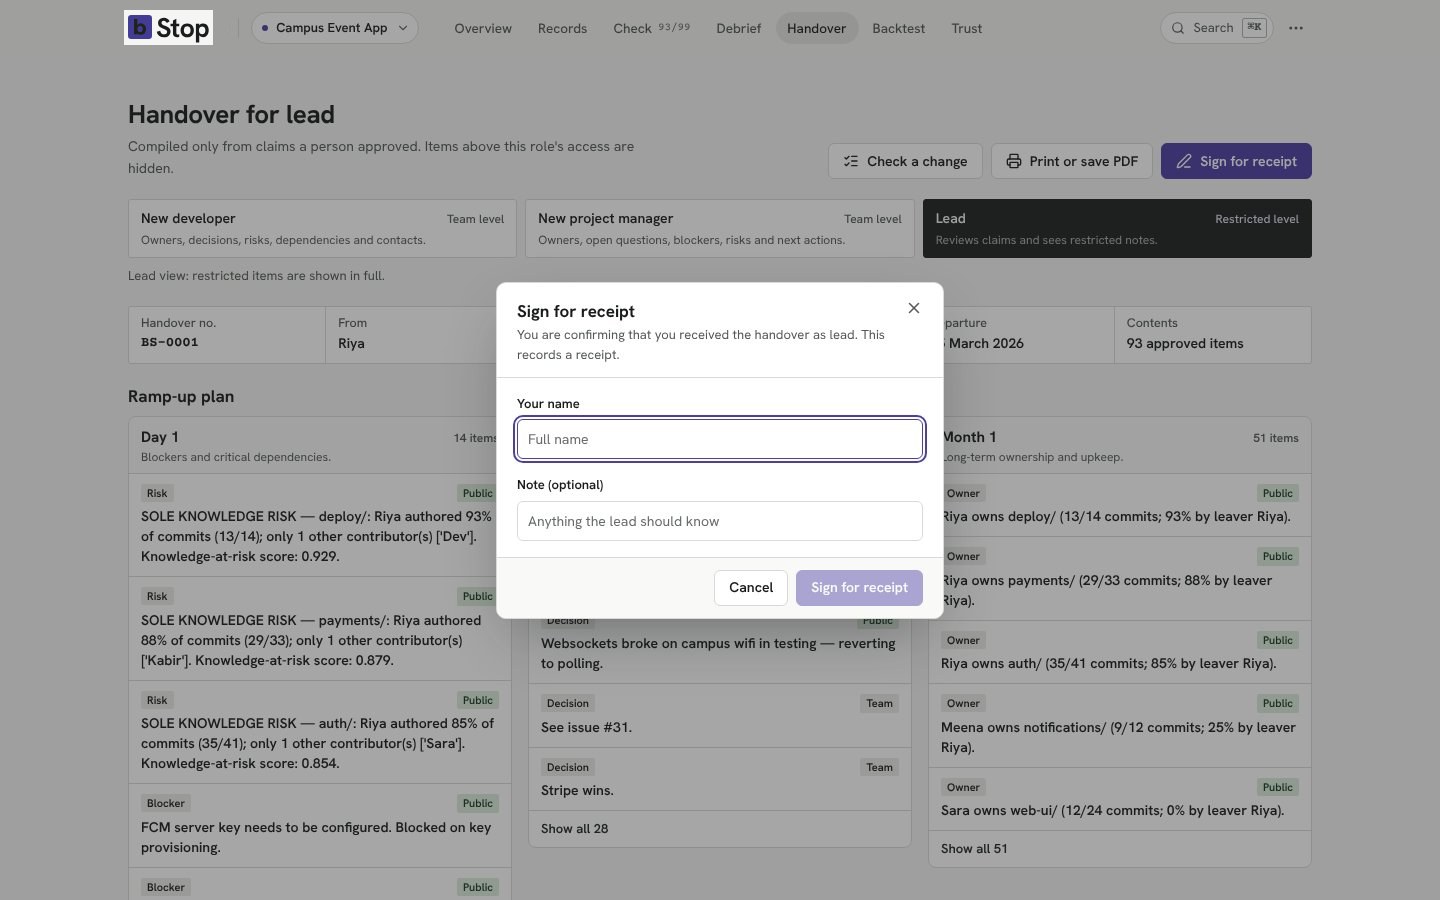 b Stop
Campus Event App
Overview
Records
Check 93/99
Debrief
Handover
Backtest
Trust
Search ⌘K
Handover for lead
Compiled only from claims a person approved. Items above this role's access are
hidden.
Check a change
Print or save PDF
Sign for receipt
New developer
Team level
Owners, decisions, risks, dependencies and contacts.
New project manager
Team level
Owners, open questions, blockers, risks and next actions.
Lead
Restricted level
Reviews claims and sees restricted notes.
Lead view: restricted items are shown in full.
Handover no.
BS-0001
From
Riya
March 2026
Contents
93 approved items
Sign for receipt
You are confirming that you received the handover as lead. This
records a receipt.
Your name
Full name
Note (optional)
Anything the lead should know
Cancel
Sign for receipt
Ramp-up plan
Day 1
14 items
Blockers and critical dependencies.
Risk
Public
SOLE KNOWLEDGE RISK — deploy/: Riya authored 93%
of commits (13/14); only 1 other contributor(s) ['Dev'].
Knowledge-at-risk score: 0.929.
Risk
Public
SOLE KNOWLEDGE RISK — payments/: Riya authored
88% of commits (29/33); only 1 other contributor(s)
['Kabir']. Knowledge-at-risk score: 0.879.
Risk
Public
SOLE KNOWLEDGE RISK — auth/: Riya authored 85% of
commits (35/41); only 1 other contributor(s) ['Sara'].
Knowledge-at-risk score: 0.854.
Blocker
Public
FCM server key needs to be configured. Blocked on key
provisioning.
Blocker
Public
Decision
Public
Websockets broke on campus wifi in testing — reverting
to polling.
Decision
Team
See issue #31.
Decision
Team
Stripe wins.
Show all 28
Month 1
51 items
Long-term ownership and upkeep.
Owner
Public
Riya owns deploy/ (13/14 commits; 93% by leaver Riya).
Owner
Public
Riya owns payments/ (29/33 commits; 88% by leaver
Riya).
Owner
Public
Riya owns auth/ (35/41 commits; 85% by leaver Riya).
Owner
Public
Meena owns notifications/ (9/12 commits; 25% by leaver
Riya).
Owner
Public
Sara owns web-ui/ (12/24 commits; 0% by leaver Riya).
Show all 51